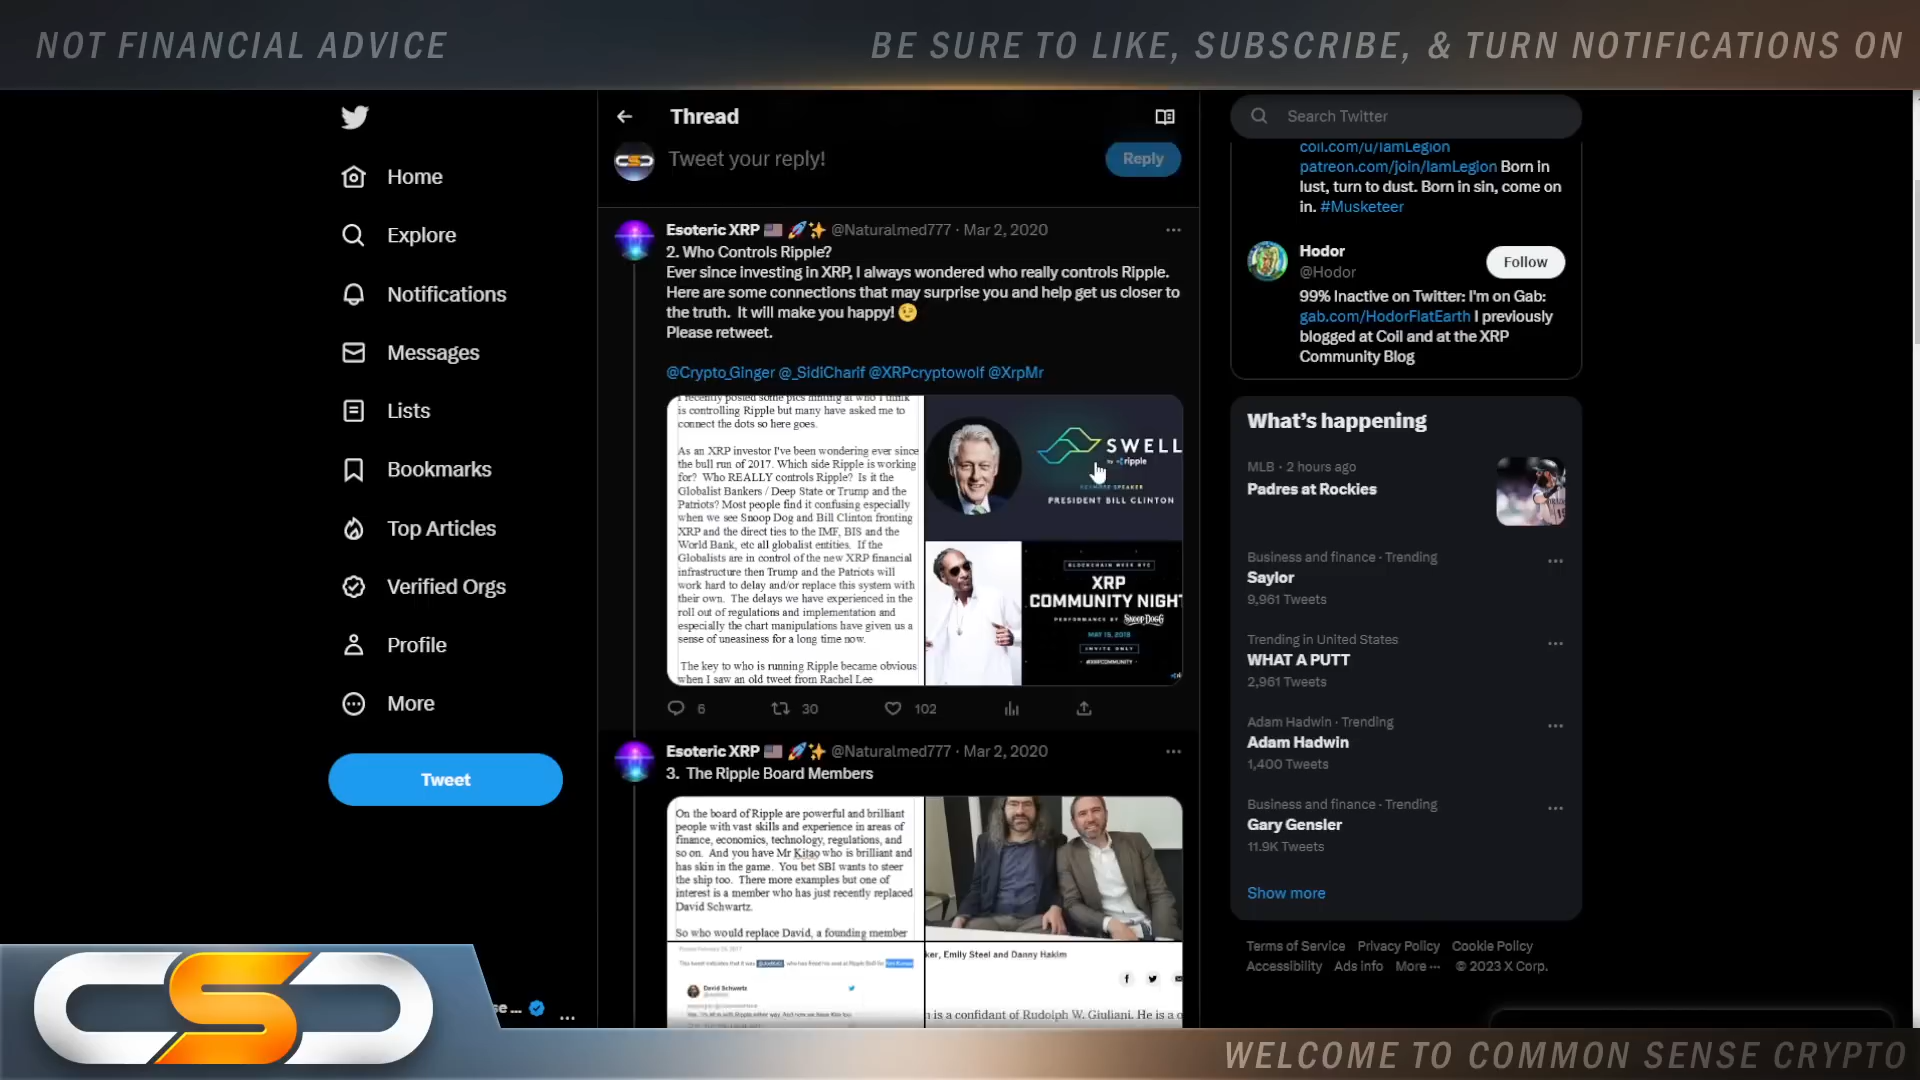 NOT FINANCIAL ADVICE
BE SURE TO LIKE, SUBSCRIBE, & TURN NOTIFICATIONS ON
Home
Explore
Notifications
Messages
Lists
Bookmarks
Top Articles
Verified Orgs
Profile
More
Tweet
Thread
Tweet your reply!
Reply
Esoteric XRP @Naturalmed777 · Mar 2, 2020
2. Who Controls Ripple?
Ever since investing in XRP, I always wondered who really controls Ripple.
Here are some connections that may surprise you and help get us closer to
the truth. It will make you happy!
Please retweet.
@Crypto_Ginger @_SidiCharif @XRPcryptowolf @XrpMr
I recently posted some pics hinting at who I think
is controlling Ripple but many have asked me to
connect the dots so here goes.
As an XRP investor I've been wondering ever since
the bull run of 2017. Which side Ripple is working
for? Who REALLY controls Ripple? Is it the
Globalist Bankers / Deep State or Trump and the
Patriots? Most people find it confusing especially
when we see Snoop Dog and Bill Clinton fronting
XRP and the direct ties to the IMF, BIS and the
World Bank, etc all globalist entities. If the
Globalists are in control of the new XRP financial
infrastructure then Trump and the Patriots will
work hard to delay and/or replace this system with
their own. The delays we have experienced in the
roll out of regulations and implementation and
especially the chart manipulations have given us a
sense of uneasiness for a long time now.
The key to who is running Ripple became obvious
when I saw an old tweet from Rachel Lee
SWELL
by ripple
SPEAKER
PRESIDENT BILL CLINTON
BLOCKCHAIN WEEK NYC
XRP
COMMUNITY NIGHT
PERFORMANCE BY SNOOP DOGG
MAY 15, 2018
INVITE ONLY
#XRPCOMMUNITY
6
30
102
Esoteric XRP @Naturalmed777 · Mar 2, 2020
3. The Ripple Board Members
On the board of Ripple are powerful and brilliant
people with vast skills and experience in areas of
finance, economics, technology, regulations, and
so on. And you have Mr Kitao who is brilliant and
has skin in the game. You bet SBI wants to steer
the ship too. There more examples but one of
interest is a member who has just recently replaced
David Schwartz.
So who would replace David, a founding member
David Schwartz
ker, Emily Steel and Danny Hakim
n is a confidant of Rudolph W. Giuliani. He is a
Search Twitter
coil.com/u/IamLegion
patreon.com/join/IamLegion Born in
lust, turn to dust. Born in sin, come on
in. #Musketeer
Hodor
@Hodor
Follow
99% Inactive on Twitter: I'm on Gab:
gab.com/HodorFlatEarth I previously
blogged at Coil and at the XRP
Community Blog
What's happening
MLB · 2 hours ago
Padres at Rockies
Business and finance · Trending
Saylor
9,961 Tweets
Trending in United States
WHAT A PUTT
2,961 Tweets
Adam Hadwin · Trending
Adam Hadwin
1,400 Tweets
Business and finance · Trending
Gary Gensler
11.9K Tweets
Show more
Terms of Service Privacy Policy Cookie Policy
Accessibility Ads info More ··· © 2023 X Corp.
CSC
se ...
WELCOME TO COMMON SENSE CRYPTO